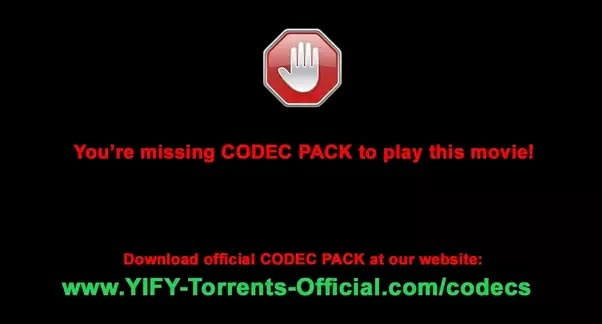 You’re missing CODEC PACK to play this movie!
Download official CODEC PACK at our website:
www.YIFY-Torrents-Official.com/codecs